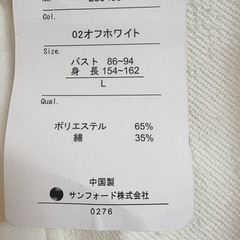 Col.
02オフホワイト
Size.
バスト 86~94
身 長 154~162
L
Qual.
ポリエステル 65%
綿 35%
中国製
サンフォード株式会社
0276